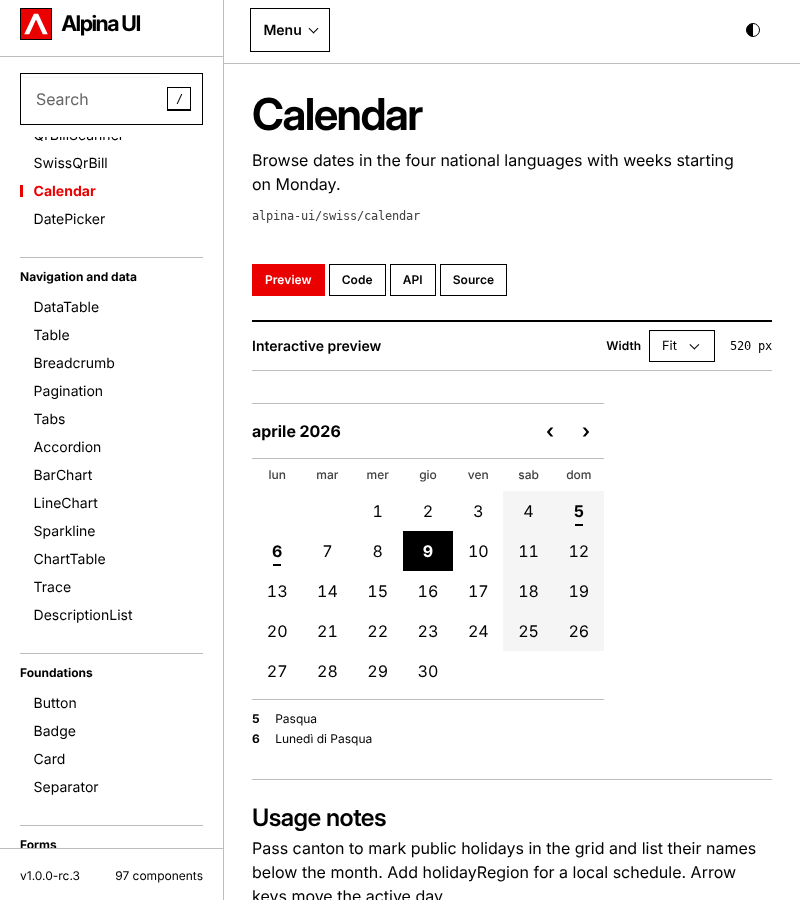 Alpina UI
Search
/
QrBillScanner
SwissQrBill
Calendar
DatePicker
Navigation and data
DataTable
Table
Breadcrumb
Pagination
Tabs
Accordion
BarChart
LineChart
Sparkline
ChartTable
Trace
DescriptionList
Foundations
Button
Badge
Card
Separator
Forms
v1.0.0-rc.3 97 components
Menu
Calendar
Browse dates in the four national languages with weeks starting
on Monday.
alpina-ui/swiss/calendar
Preview Code API Source
Interactive preview Width Fit 520 px
aprile 2026
lun mar mer gio ven sab dom
1 2 3 4 5
6 7 8 9 10 11 12
13 14 15 16 17 18 19
20 21 22 23 24 25 26
27 28 29 30
5 Pasqua
6 Lunedì di Pasqua
Usage notes
Pass canton to mark public holidays in the grid and list their names
below the month. Add holidayRegion for a local schedule. Arrow
keys move the active day